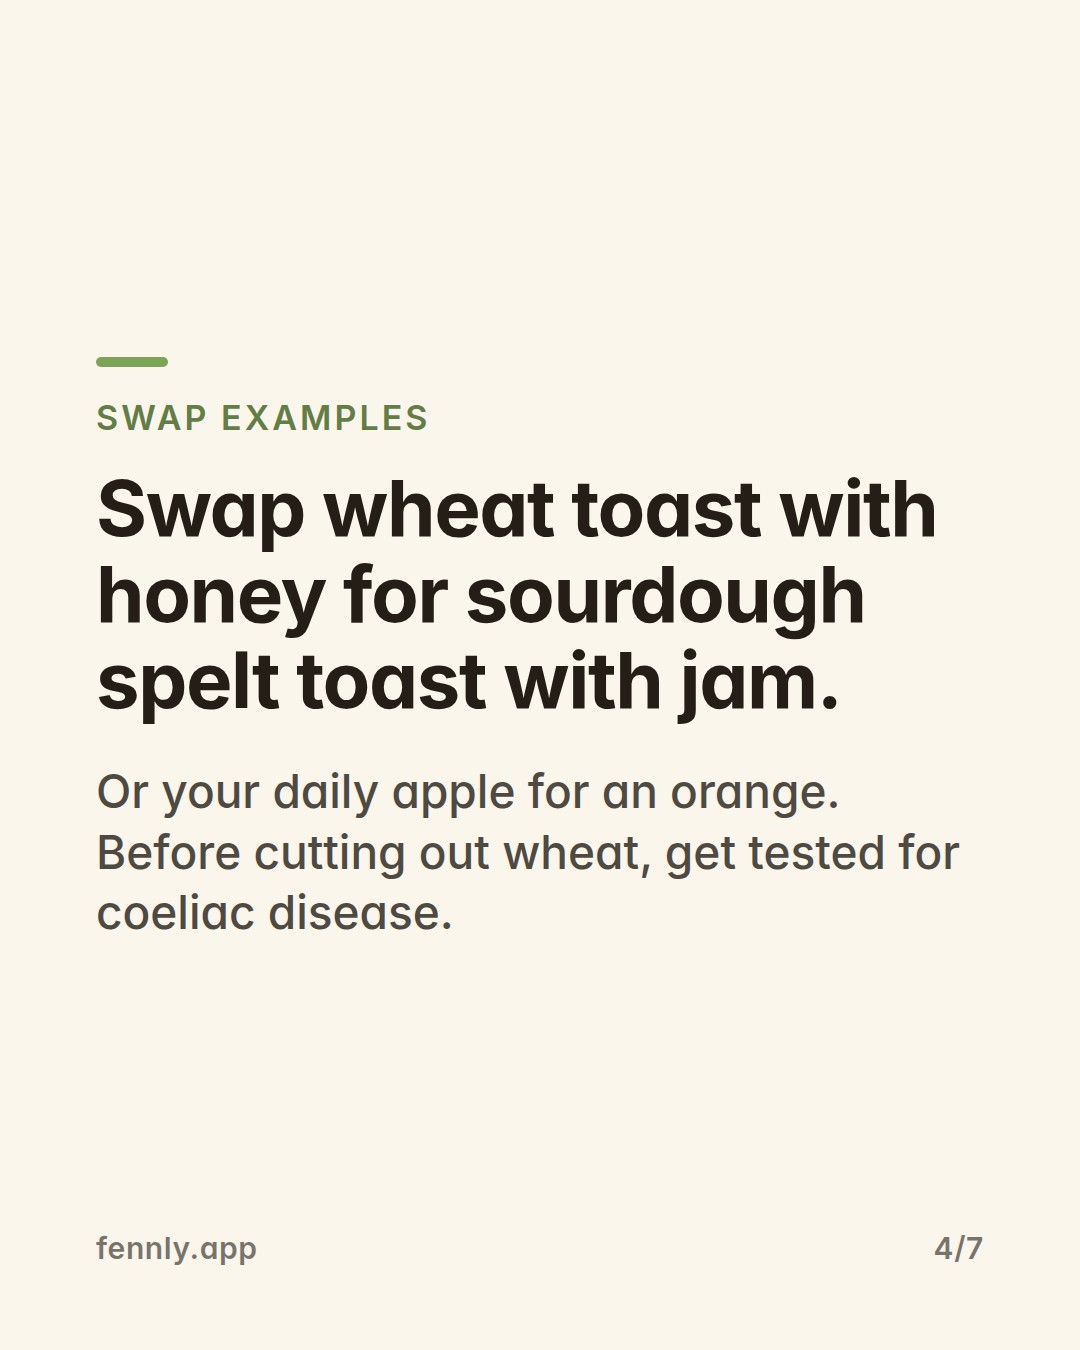 SWAP EXAMPLES
Swap wheat toast with
honey for sourdough
spelt toast with jam.
Or your daily apple for an orange.
Before cutting out wheat, get tested for
coeliac disease.
fennly.app
4/7